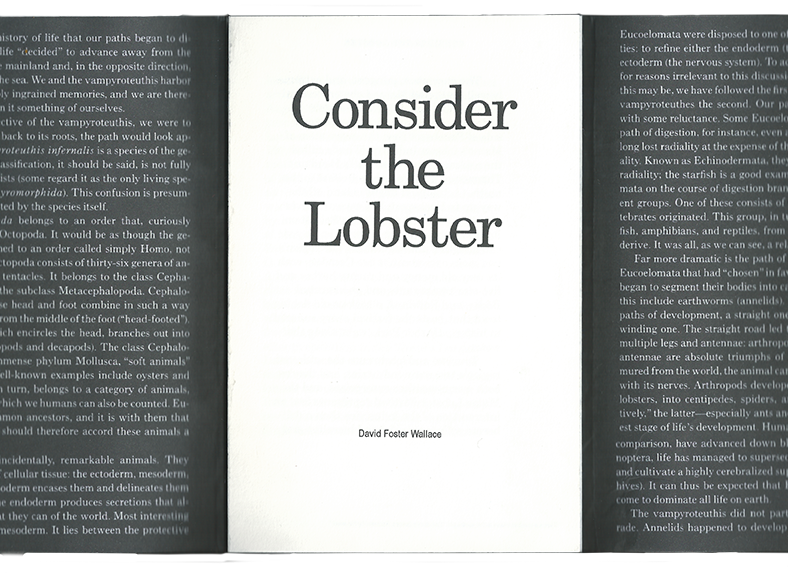 istory of life that our paths began to di-
life “decided” to advance away from the
mainland and, in the opposite direction,
he sea. We and the vampyroteuthis harbor
ly ingrained memories, and we are there-
n it something of ourselves.
ctive of the vampyroteuthis, we were to
back to its roots, the path would look ap-
roteuthis infernalis is a species of the ge-
assification, it should be said, is not fully
ists (some regard it as the only living spe-
yromorphida). This confusion is presum-
ted by the species itself.
da belongs to an order that, curiously
Octopoda. It would be as though the ge-
ned to an order called simply Homo, not
ctopoda consists of thirty-six genera of an-
tentacles. It belongs to the class Cepha-
the subclass Metacephalopoda. Cephalo-
se head and foot combine in such a way
rom the middle of the foot (“head-footed”).
ich encircles the head, branches out into
opods and decapods). The class Cephalo-
mmense phylum Mollusca, “soft animals”
ell-known examples include oysters and
n turn, belongs to a category of animals,
which we humans can also be counted. Eu-
mmon ancestors, and it is with them that
should therefore accord these animals a
incidentally, remarkable animals. They
f cellular tissue: the ectoderm, mesoderm,
oderm encases them and delineates them
e endoderm produces secretions that al-
t they can of the world. Most interesting
mesoderm. It lies between the protective
Consider
the
Lobster
David Foster Wallace
Eucoelomata were disposed to one of
ties: to refine either the endoderm (
ectoderm (the nervous system). To a
for reasons irrelevant to this discussi
this may be, we have followed the firs
vampyroteuthes the second. Our pa
with some reluctance. Some Eucoelo
path of digestion, for instance, even a
long lost radiality at the expense of th
ality. Known as Echinodermata, they
radiality; the starfish is a good exam
mata on the course of digestion bran
ent groups. One of these consists of
tebrates originated. This group, in t
fish, amphibians, and reptiles, from
derive. It was all, as we can see, a rel
Far more dramatic is the path of
Eucoelomata that had “chosen” in fav
began to segment their bodies into ca
this include earthworms (annelids).
paths of development, a straight one
winding one. The straight road led t
multiple legs and antennae: arthropo
antennae are absolute triumphs of
mured from the world, the animal can
with its nerves. Arthropods develope
lobsters, into centipedes, spiders, a
tively,” the latter—especially ants and
est stage of life’s development. Huma
comparison, have advanced down bl
noptera, life has managed to supersed
and cultivate a highly cerebralized sup
hives). It can thus be expected that
come to dominate all life on earth
The vampyroteuthis did not part
rade. Annelids happened to develop